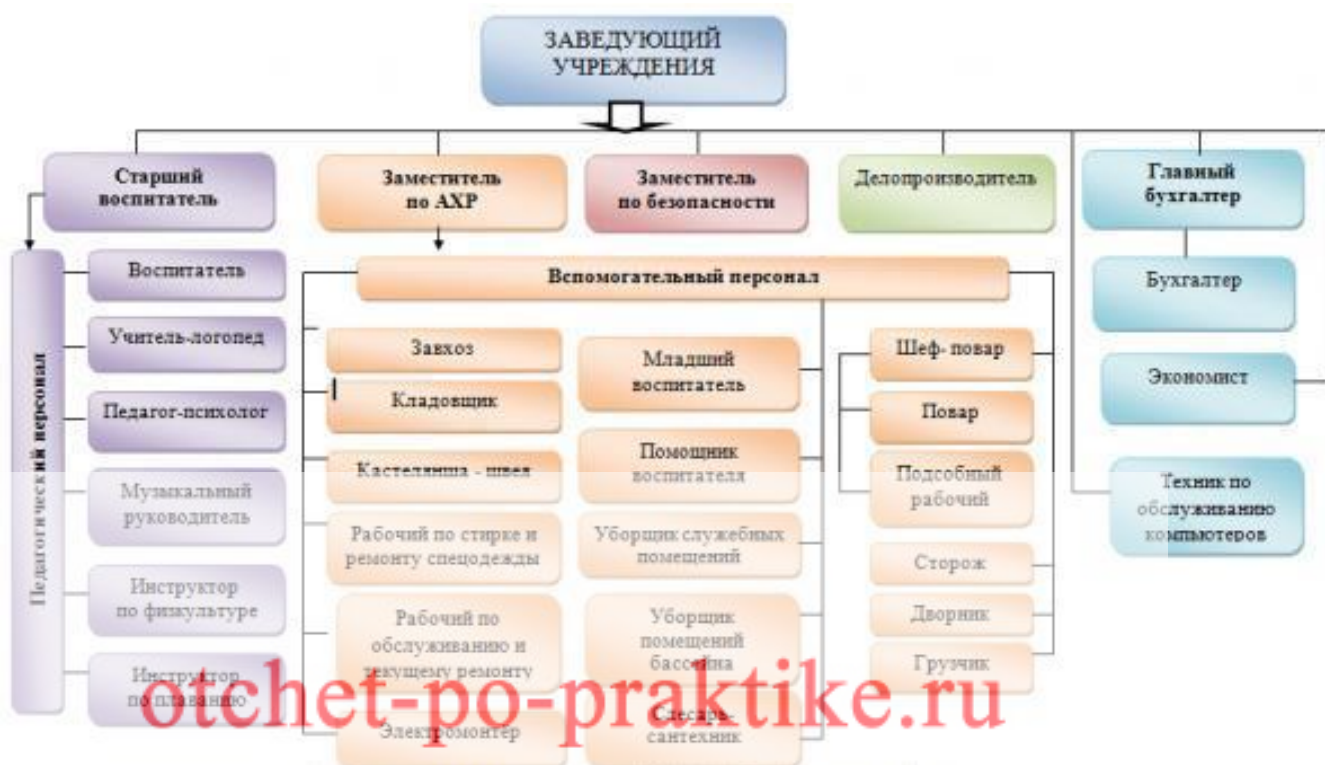 ЗАВЕДУЮЩИЙ
УЧРЕЖДЕНИЯ
Старший
воспитатель
Заместитель
по АХР
Заместитель
по безопасности
Делопроизводитель
Главный
бухгалтер
Педагогический персонал
Воспитатель
Учитель-логопед
Педагог-психолог
Музыкальный
руководитель
Инструктор
по физкультуре
Инструктор
по плаванию
Вспомогательный персонал
Завхоз
Кладовщик
Кастелянша - швея
Рабочий по стирке и
ремонту спецодежды
Рабочий по
обслуживанию и
текущему ремонту
Электромонтёр
Младший
воспитатель
Помощник
воспитателя
Уборщик служебных
помещений
Уборщик
помещений
бассейна
Слесарь-
сантехник
Шеф- повар
Повар
Подсобный
рабочий
Сторож
Дворник
Грузчик
Бухгалтер
Экономист
Техник по
обслуживанию
компьютеров
otchet-po-praktike.ru